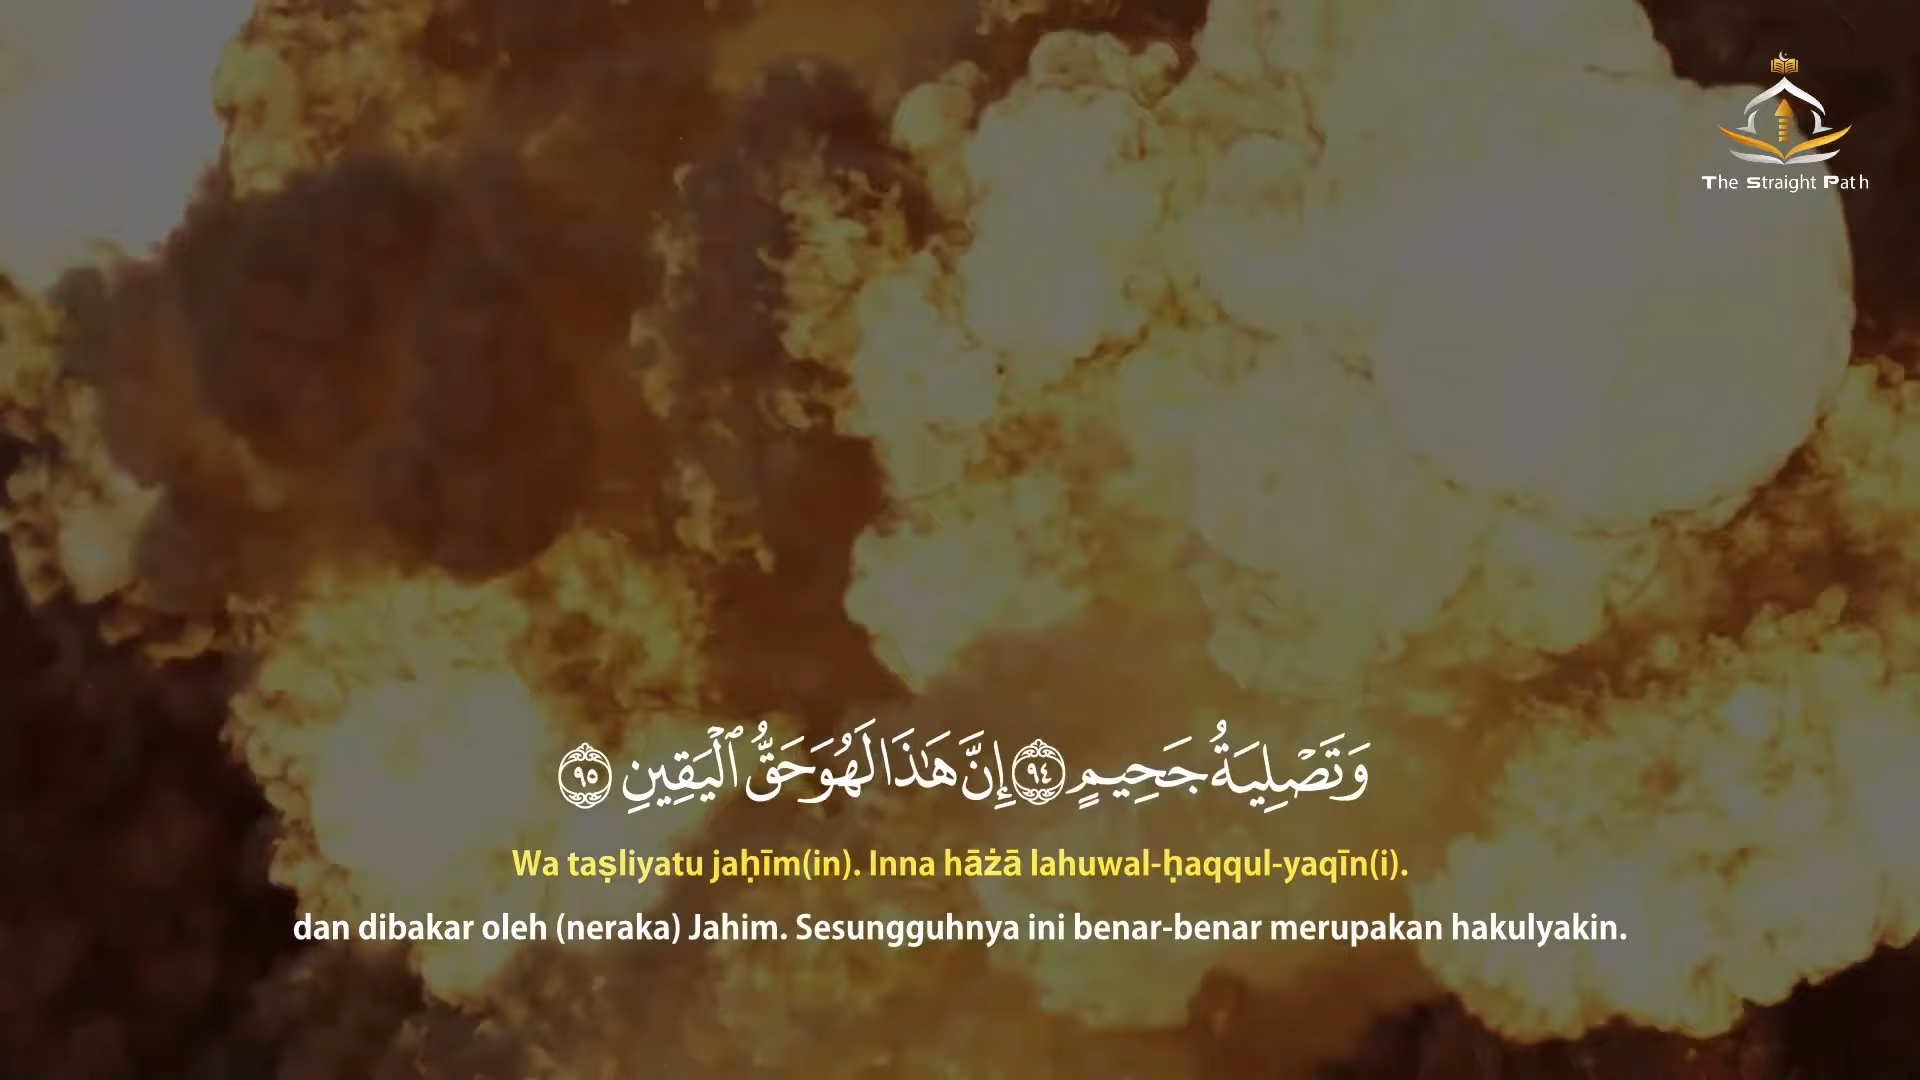 The Straight Path
وَتَصْلِيَةُ جَحِيمٍ ۝٩٤ إِنَّ هَـٰذَا لَهُوَ حَقُّ ٱلْيَقِينِ ۝٩٥
Wa taṣliyatu jaḥīm(in). Inna hāżā lahuwal-ḥaqqul-yaqīn(i).
dan dibakar oleh (neraka) Jahim. Sesungguhnya ini benar-benar merupakan hakulyakin.